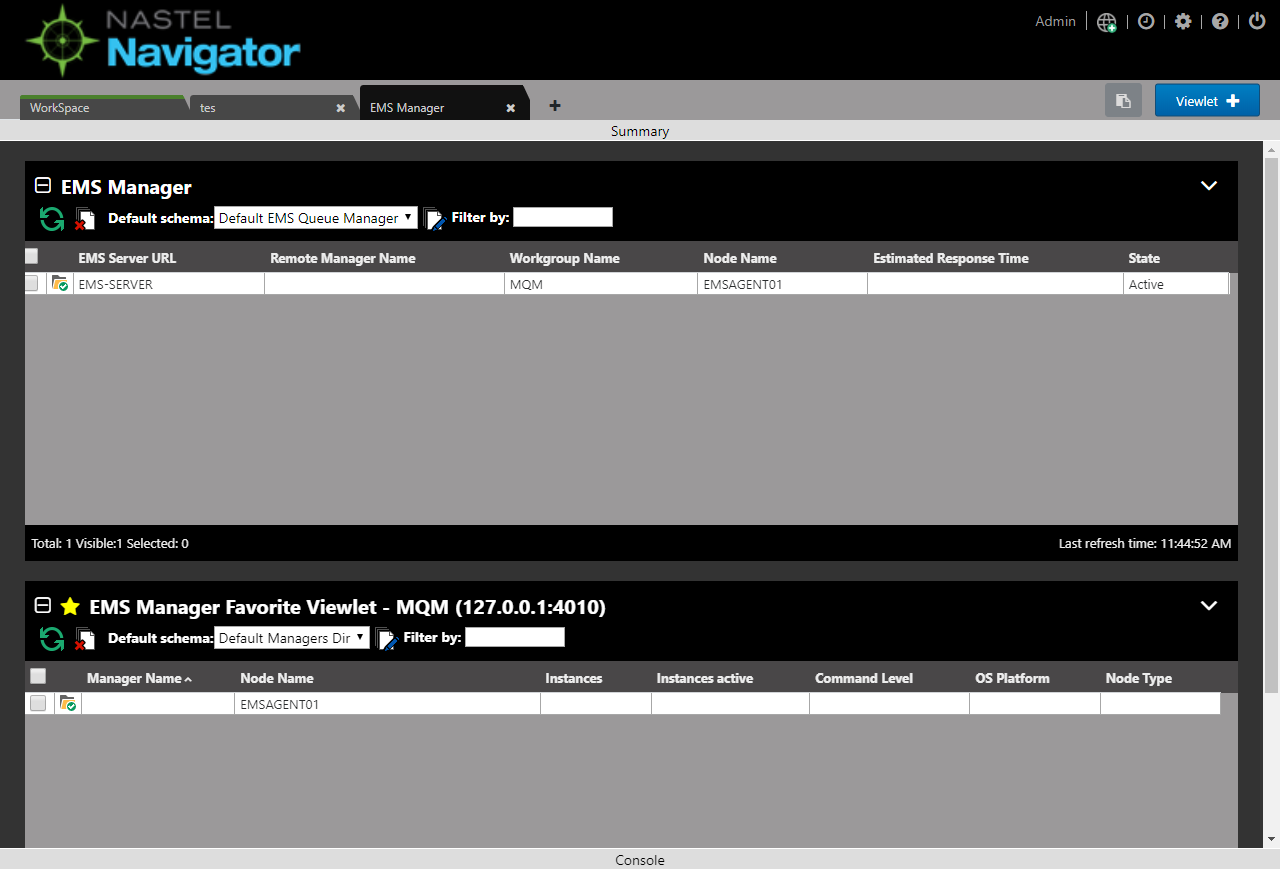 NASTEL
Navigator
Admin
WorkSpace tes EMS Manager Viewlet
Summary
EMS Manager
Default schema: Default EMS Queue Manager Filter by:
EMS Server URL Remote Manager Name Workgroup Name Node Name Estimated Response Time State
EMS-SERVER MQM EMSAGENT01 Active
Total: 1 Visible:1 Selected: 0 Last refresh time: 11:44:52 AM
EMS Manager Favorite Viewlet - MQM (127.0.0.1:4010)
Default schema: Default Managers Dir Filter by:
Manager Name Node Name Instances Instances active Command Level OS Platform Node Type
EMSAGENT01
Console